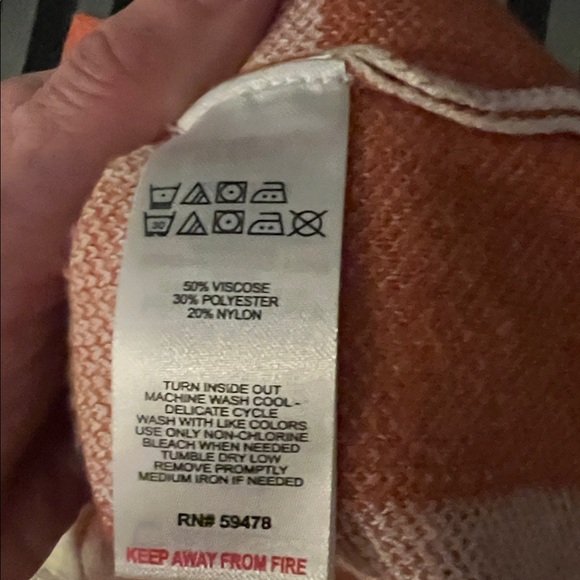 30
50% VISCOSE
30% POLYESTER
20% NYLON
TURN INSIDE OUT
MACHINE WASH COOL -
DELICATE CYCLE
WASH WITH LIKE COLORS
USE ONLY NON-CHLORINE
BLEACH WHEN NEEDED
TUMBLE DRY LOW
REMOVE PROMPTLY
MEDIUM IRON IF NEEDED
RN# 59478
KEEP AWAY FROM FIRE